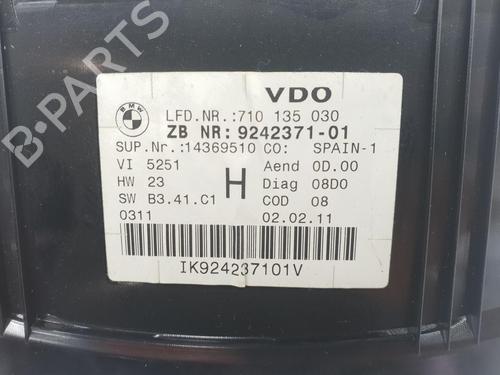 BMW
VDO
LFD.NR.:710 135 030
ZB NR: 9242371-01
SUP.Nr.:14369510 CO: SPAIN-1
VI 5251 Aend 0D.00
HW 23 H Diag 08D0
SW B3.41.C1 COD 08
0311 02.02.11
IK924237101V